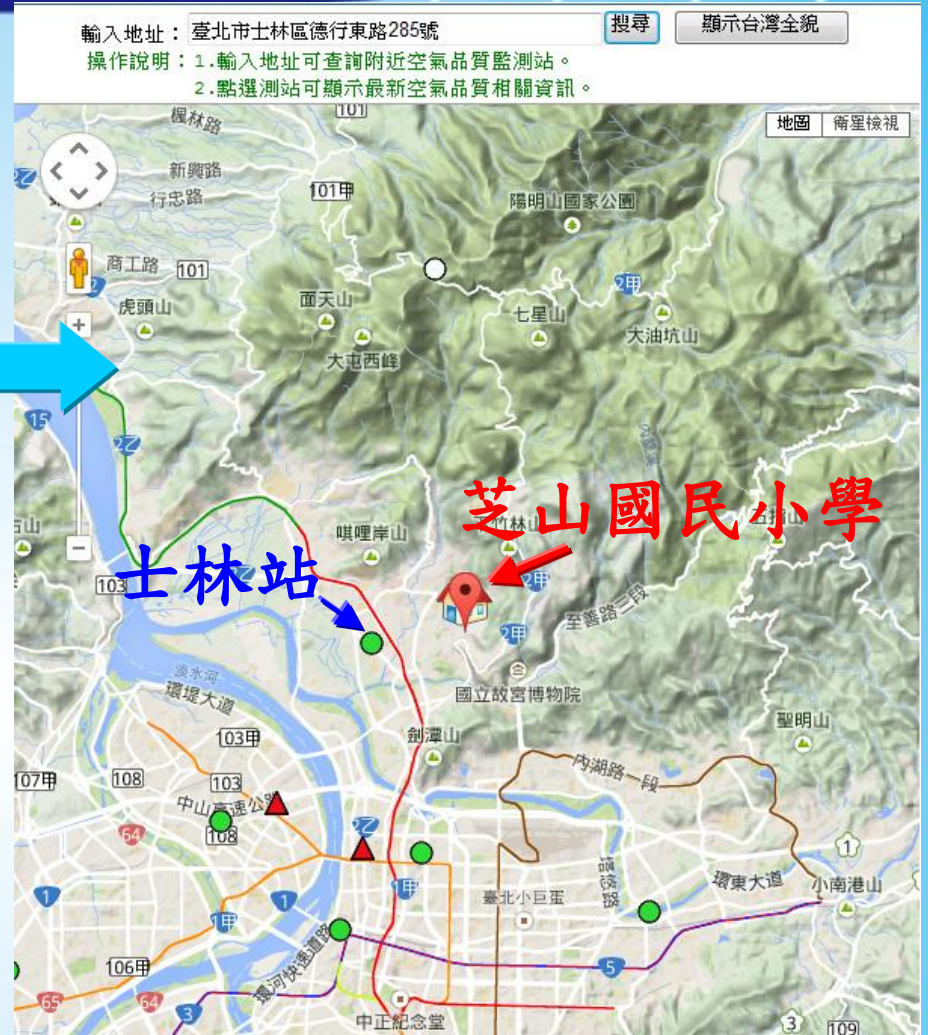 輸入地址：臺北市士林區德行東路285號 搜尋 顯示台灣全貌
操作說明：1.輸入地址可查詢附近空氣品質監測站。
2.點選測站可顯示最新空氣品質相關資訊。
楓林路
101
地圖 衛星檢視
新興路
行忠路
101甲
陽明山國家公園
商工路
101
2
虎頭山
面天山
2甲
七星山
大油坑山
大屯西峰
15
2乙
芝山國民小學
竹林山
五指山
唭哩岸山
士林站
103
2乙
2甲
至善路三段
2甲
淡水河
環堤大道
國立故宮博物院
聖明山
103甲
劍潭山
內湖路一段
107甲
108
103
中山高速公路
108
64
2乙
1
塔悠路
環東大道
小南港山
1甲
臺北小巨蛋
1
1
1甲
環河快速道路
106甲
5
65
64
3
中正紀念堂
3
109